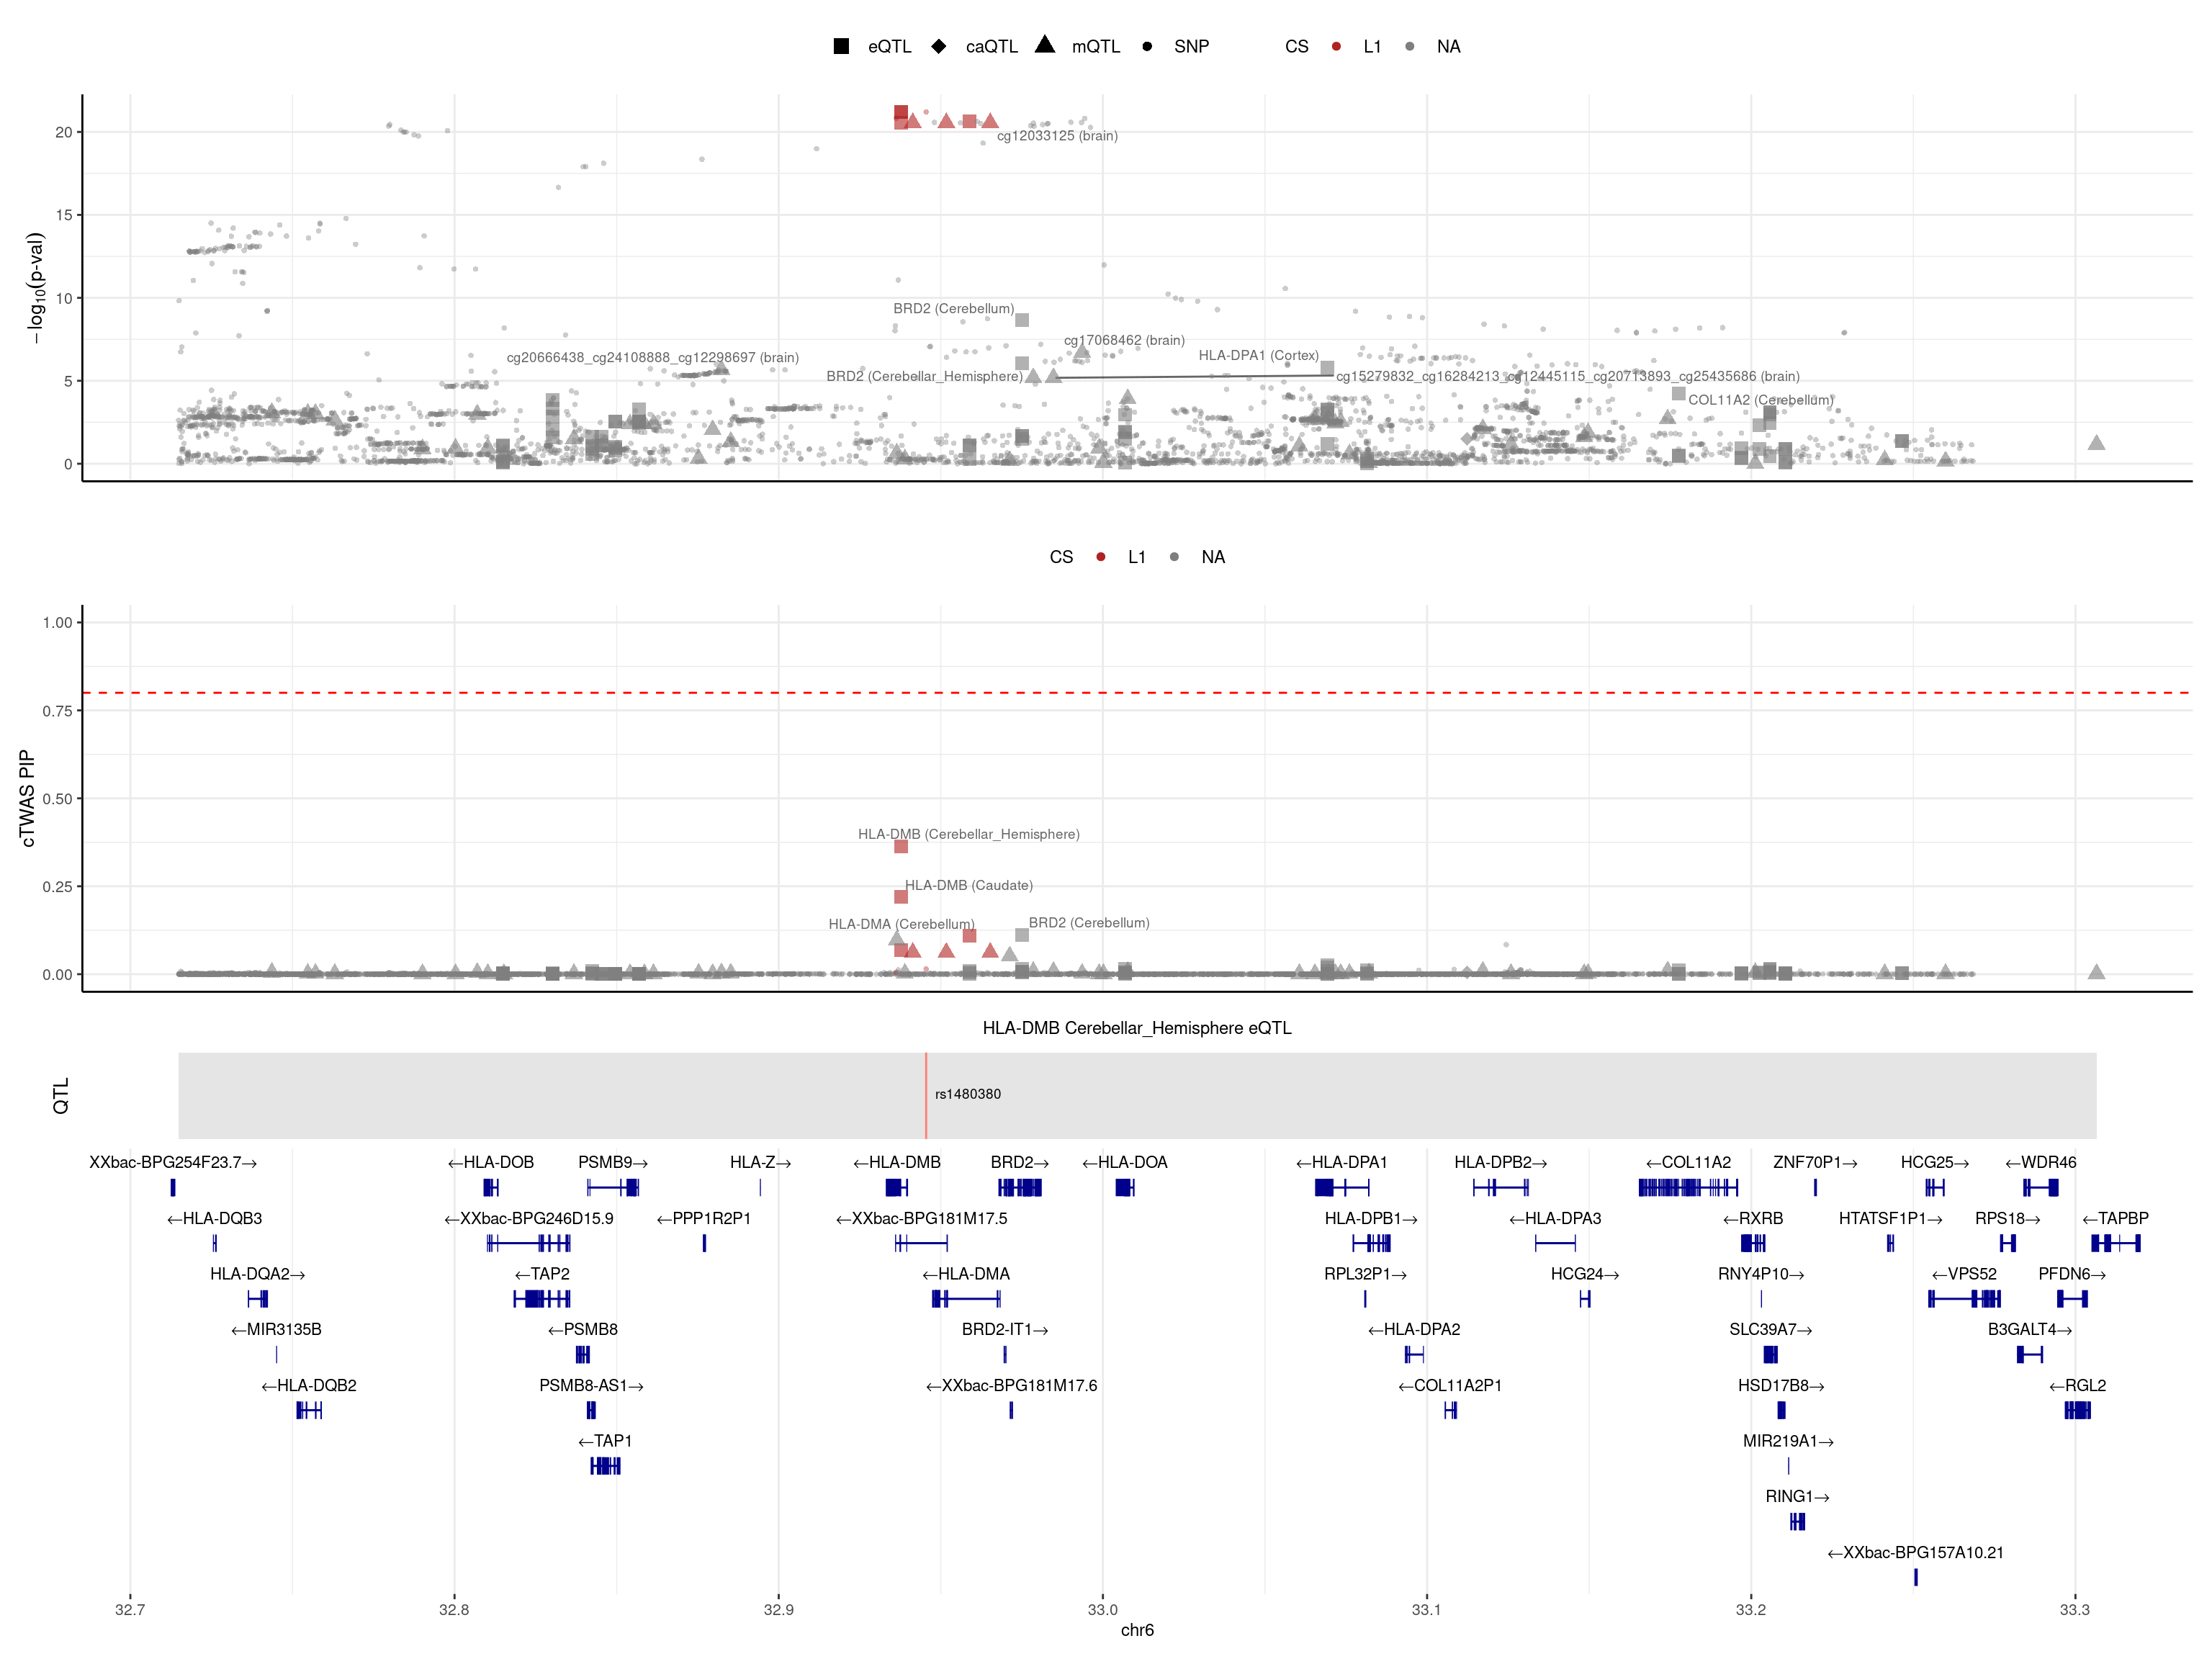 eQTL caQTL mQTL SNP CS L1 NA
−log10(p-val)
20
15
10
5
0
cg12033125 (brain)
BRD2 (Cerebellum)
cg17068462 (brain)
cg20666438_cg24108888_cg12298697 (brain)
HLA-DPA1 (Cortex)
BRD2 (Cerebellar_Hemisphere)
cg15279832_cg16284213_cg12445115_cg20713893_cg25435686 (brain)
COL11A2 (Cerebellum)
CS L1 NA
cTWAS PIP
1.00
0.75
0.50
0.25
0.00
HLA-DMB (Cerebellar_Hemisphere)
HLA-DMB (Caudate)
HLA-DMA (Cerebellum)
BRD2 (Cerebellum)
HLA-DMB Cerebellar_Hemisphere eQTL
QTL
rs1480380
XXbac-BPG254F23.7→ ←HLA-DOB PSMB9→ HLA-Z→ ←HLA-DMB BRD2→ ←HLA-DOA ←HLA-DPA1 HLA-DPB2→ ←COL11A2 ZNF70P1→ HCG25→ ←WDR46
←HLA-DQB3 ←XXbac-BPG246D15.9 ←PPP1R2P1 ←XXbac-BPG181M17.5 HLA-DPB1→ ←HLA-DPA3 ←RXRB HTATSF1P1→ RPS18→ ←TAPBP
HLA-DQA2→ ←TAP2 ←HLA-DMA RPL32P1→ HCG24→ RNY4P10→ ←VPS52 PFDN6→
←MIR3135B ←PSMB8 BRD2-IT1→ ←HLA-DPA2 SLC39A7→ B3GALT4→
←HLA-DQB2 PSMB8-AS1→ ←XXbac-BPG181M17.6 ←COL11A2P1 HSD17B8→ ←RGL2
←TAP1 MIR219A1→
RING1→
←XXbac-BPG157A10.21
32.7 32.8 32.9 33.0 33.1 33.2 33.3
chr6